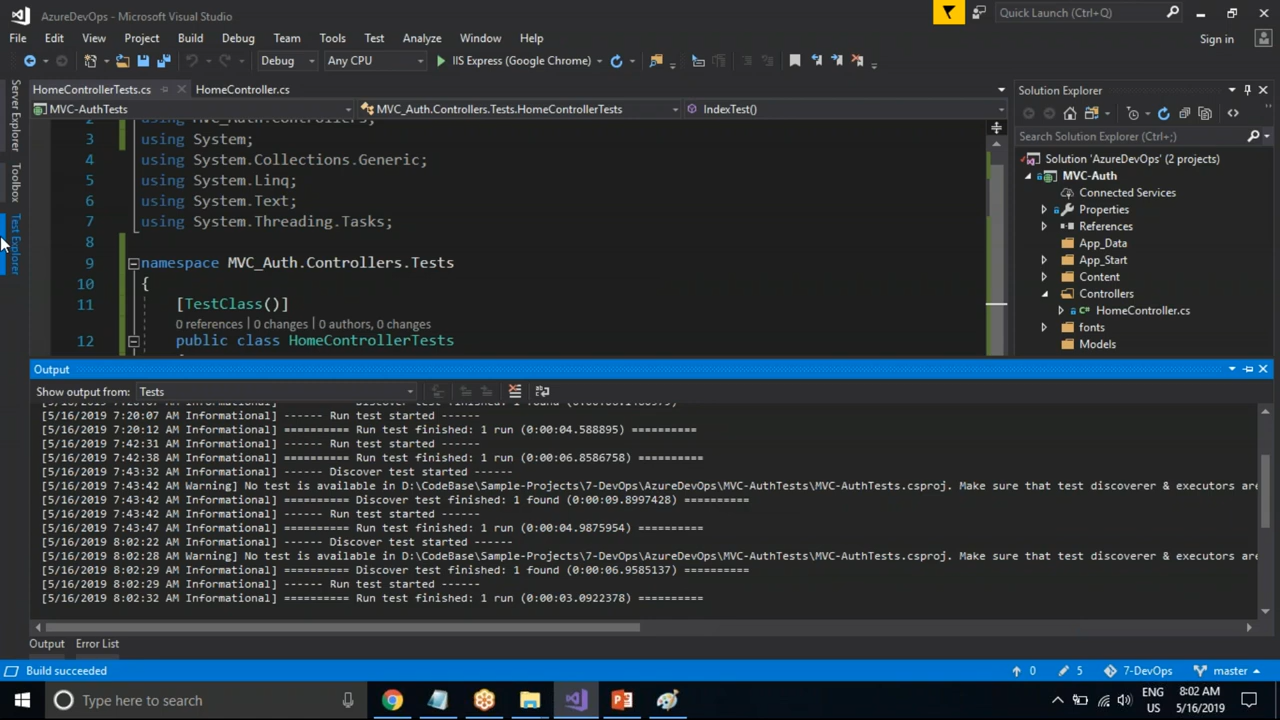 AzureDevOps - Microsoft Visual Studio
Quick Launch (Ctrl+Q)
File Edit View Project Build Debug Team Tools Test Analyze Window Help
Sign in
Debug Any CPU IIS Express (Google Chrome)
Server Explorer
Toolbox
Test Explorer
HomeControllerTests.cs HomeController.cs
MVC-AuthTests MVC_Auth.Controllers.Tests.HomeControllerTests IndexTest()
3 using System;
4 using System.Collections.Generic;
5 using System.Linq;
6 using System.Text;
7 using System.Threading.Tasks;
8
9 namespace MVC_Auth.Controllers.Tests
10 {
11 [TestClass()]
0 references | 0 changes | 0 authors, 0 changes
12 public class HomeControllerTests
Solution Explorer
Search Solution Explorer (Ctrl+;)
Solution 'AzureDevOps' (2 projects)
MVC-Auth
Connected Services
Properties
References
App_Data
App_Start
Content
Controllers
HomeController.cs
fonts
Models
Output
Show output from: Tests
[5/16/2019 7:20:07 AM Informational] ------ Run test started ------
[5/16/2019 7:20:12 AM Informational] ========== Run test finished: 1 run (0:00:04.588895) ==========
[5/16/2019 7:42:31 AM Informational] ------ Run test started ------
[5/16/2019 7:42:38 AM Informational] ========== Run test finished: 1 run (0:00:06.8586758) ==========
[5/16/2019 7:43:32 AM Informational] ------ Discover test started ------
[5/16/2019 7:43:42 AM Warning] No test is available in D:\CodeBase\Sample-Projects\7-DevOps\AzureDevOps\MVC-AuthTests\MVC-AuthTests.csproj. Make sure that test discoverer & executors are
[5/16/2019 7:43:42 AM Informational] ========== Discover test finished: 1 found (0:00:09.8997428) ==========
[5/16/2019 7:43:42 AM Informational] ------ Run test started ------
[5/16/2019 7:43:47 AM Informational] ========== Run test finished: 1 run (0:00:04.9875954) ==========
[5/16/2019 8:02:22 AM Informational] ------ Discover test started ------
[5/16/2019 8:02:28 AM Warning] No test is available in D:\CodeBase\Sample-Projects\7-DevOps\AzureDevOps\MVC-AuthTests\MVC-AuthTests.csproj. Make sure that test discoverer & executors are
[5/16/2019 8:02:29 AM Informational] ========== Discover test finished: 1 found (0:00:06.9585137) ==========
[5/16/2019 8:02:29 AM Informational] ------ Run test started ------
[5/16/2019 8:02:32 AM Informational] ========== Run test finished: 1 run (0:00:03.0922378) ==========
Output Error List
Build succeeded 0 5 7-DevOps master
Type here to search
ENG 8:02 AM
US 5/16/2019